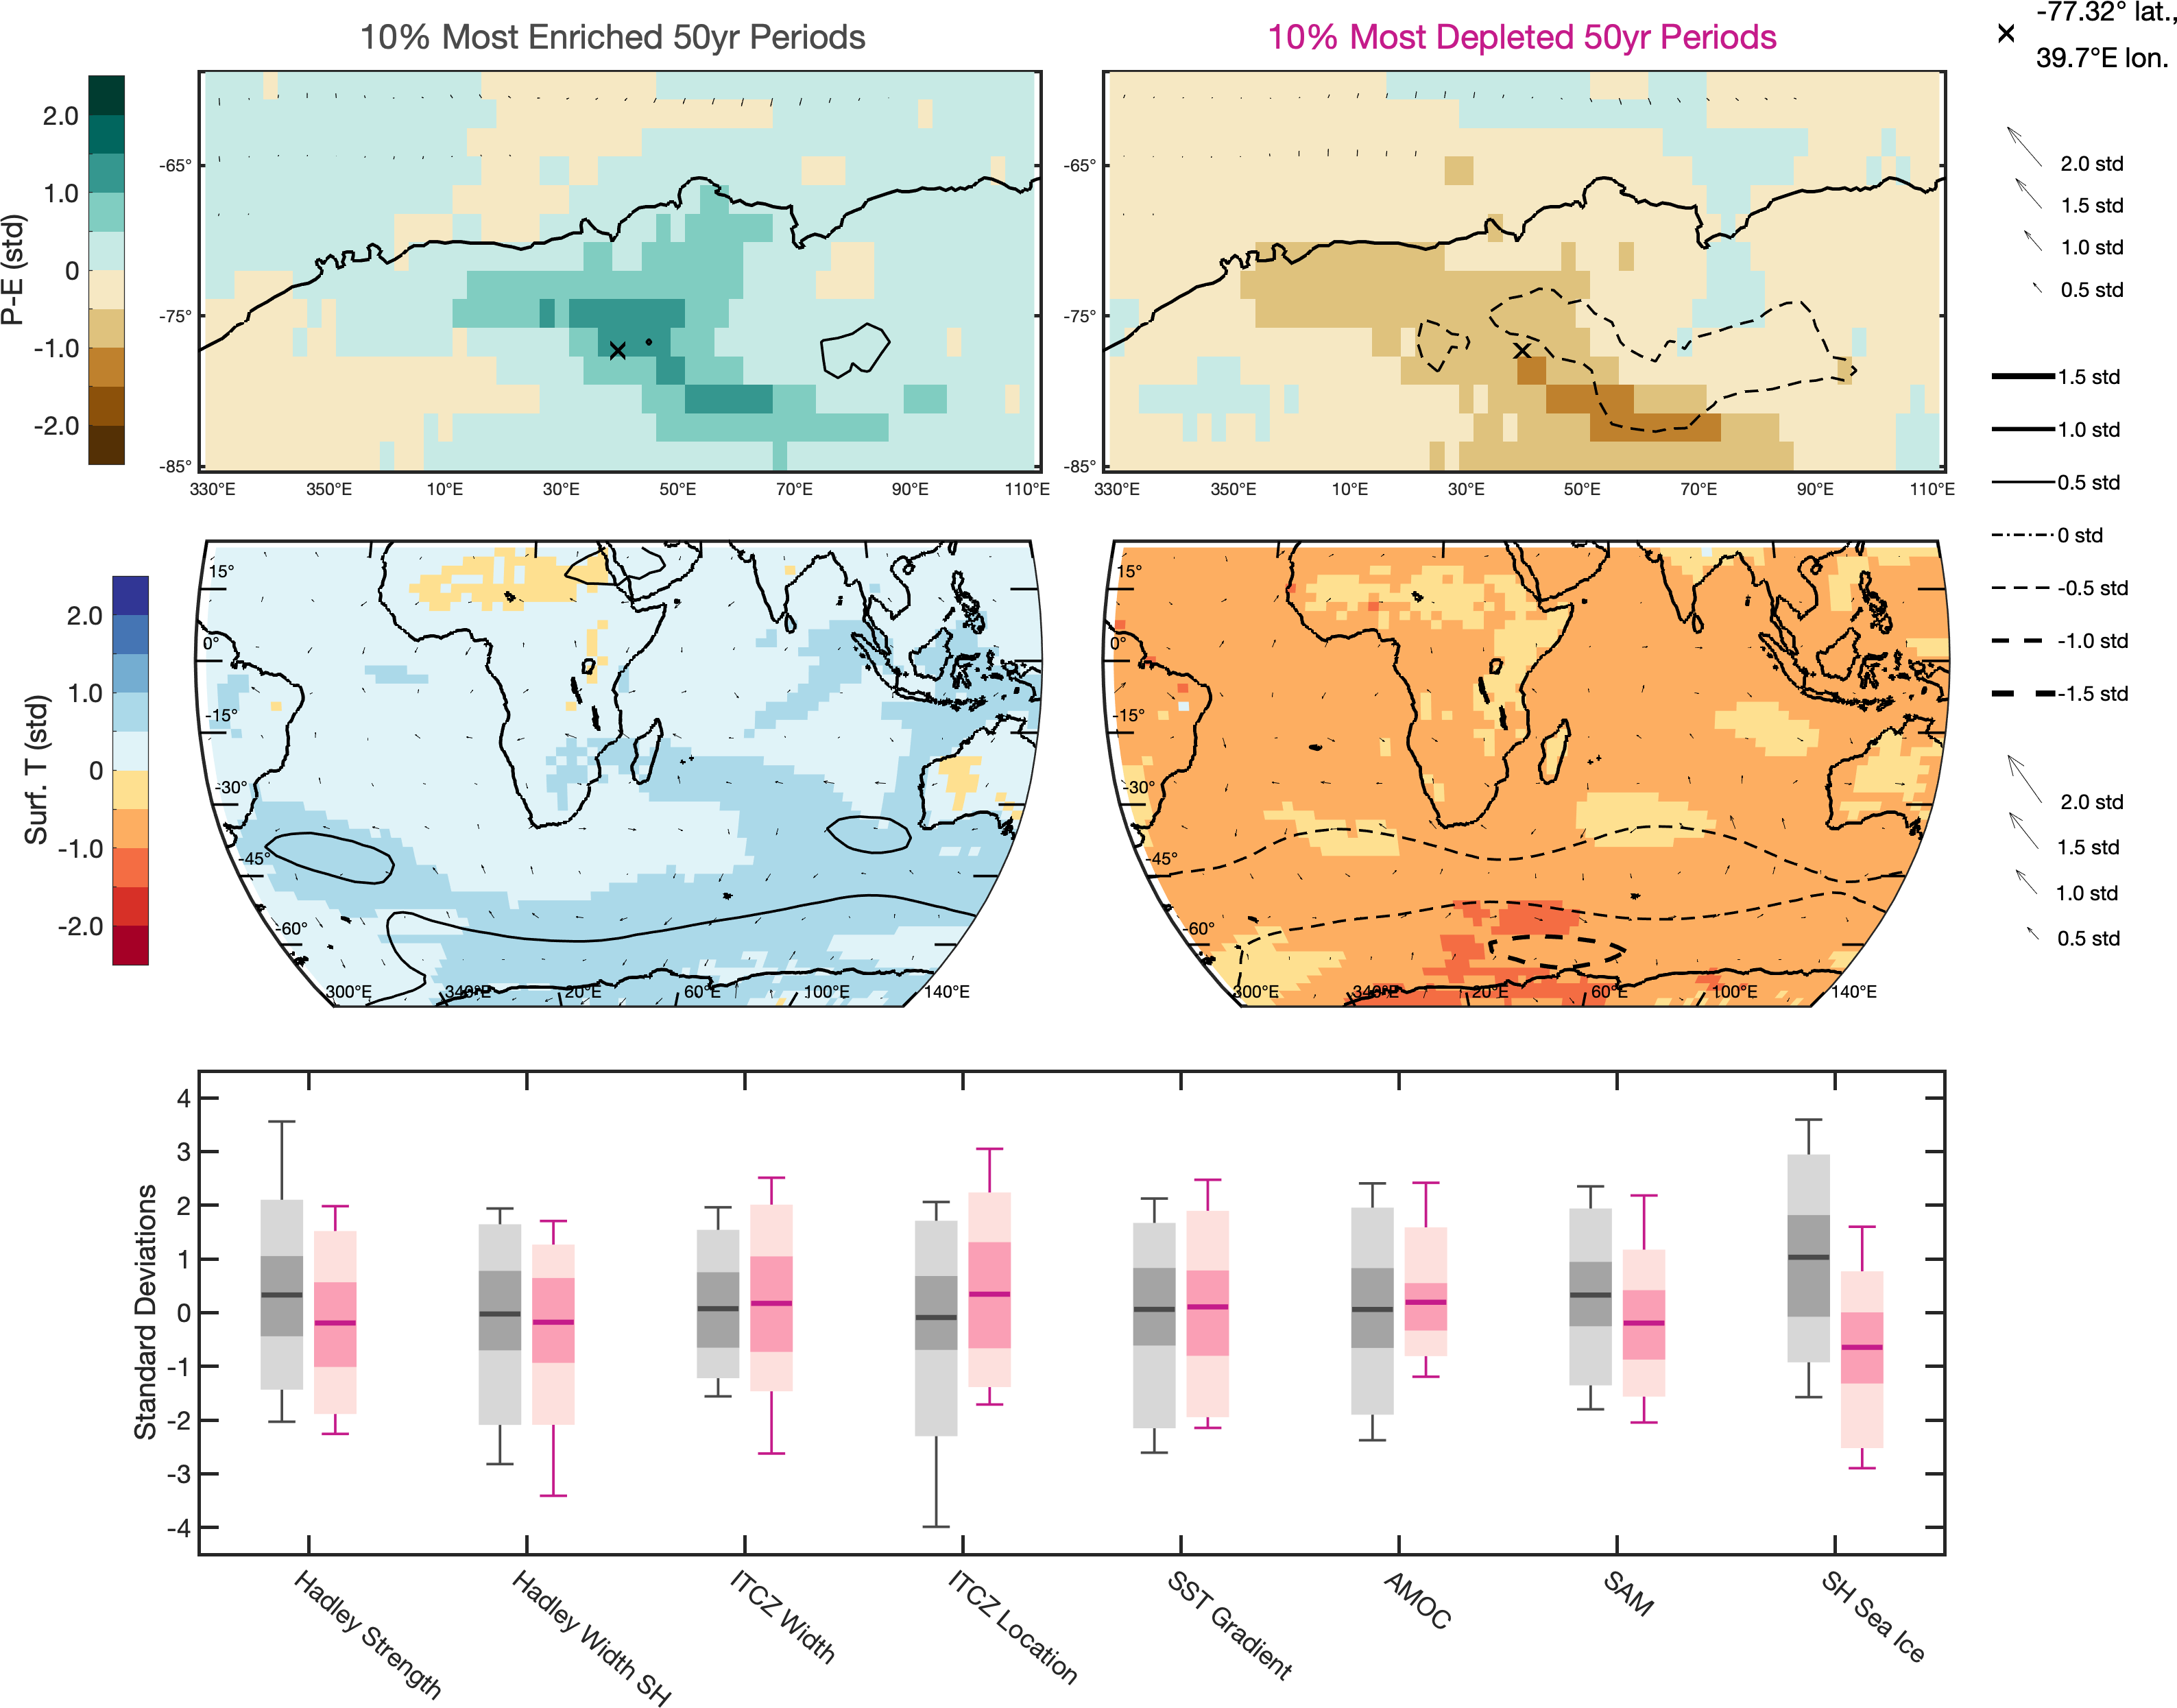 10% Most Enriched 50yr Periods
10% Most Depleted 50yr Periods
-77.32° lat.,
39.7°E lon.
P-E (std)
2.0
1.0
0
-1.0
-2.0
-65°
-75°
-85°
330°E 350°E 10°E 30°E 50°E 70°E 90°E 110°E
-65°
-75°
-85°
330°E 350°E 10°E 30°E 50°E 70°E 90°E 110°E
2.0 std
1.5 std
1.0 std
0.5 std
1.5 std
1.0 std
0.5 std
0 std
-0.5 std
-1.0 std
-1.5 std
Surf. T (std)
2.0
1.0
0
-1.0
-2.0
15°
0°
-15°
-30°
-45°
-60°
300°E 340°E 20°E 60°E 100°E 140°E
15°
0°
-15°
-30°
-45°
-60°
300°E 340°E 20°E 60°E 100°E 140°E
2.0 std
1.5 std
1.0 std
0.5 std
Standard Deviations
4
3
2
1
0
-1
-2
-3
-4
Hadley Strength
Hadley Width SH
ITCZ Width
ITCZ Location
SST Gradient
AMOC
SAM
SH Sea Ice